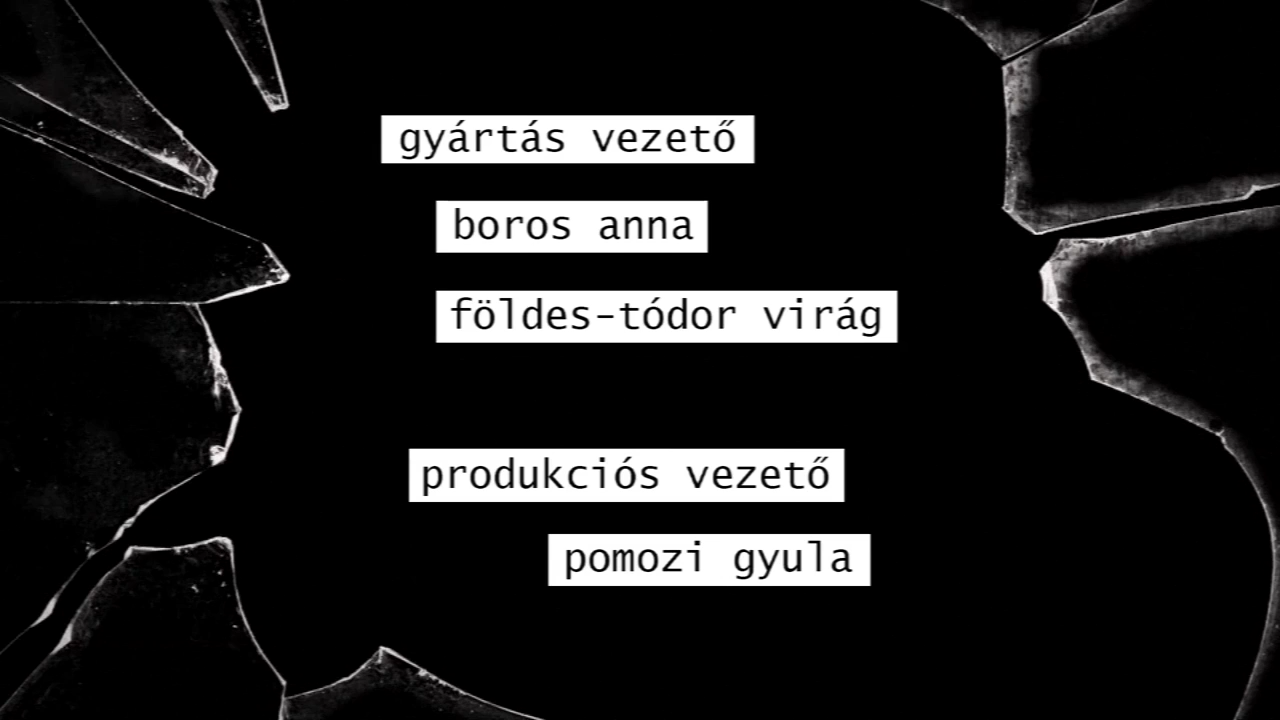 gyártás vezető
boros anna
földes-tódor virág
produkciós vezető
pomozi gyula